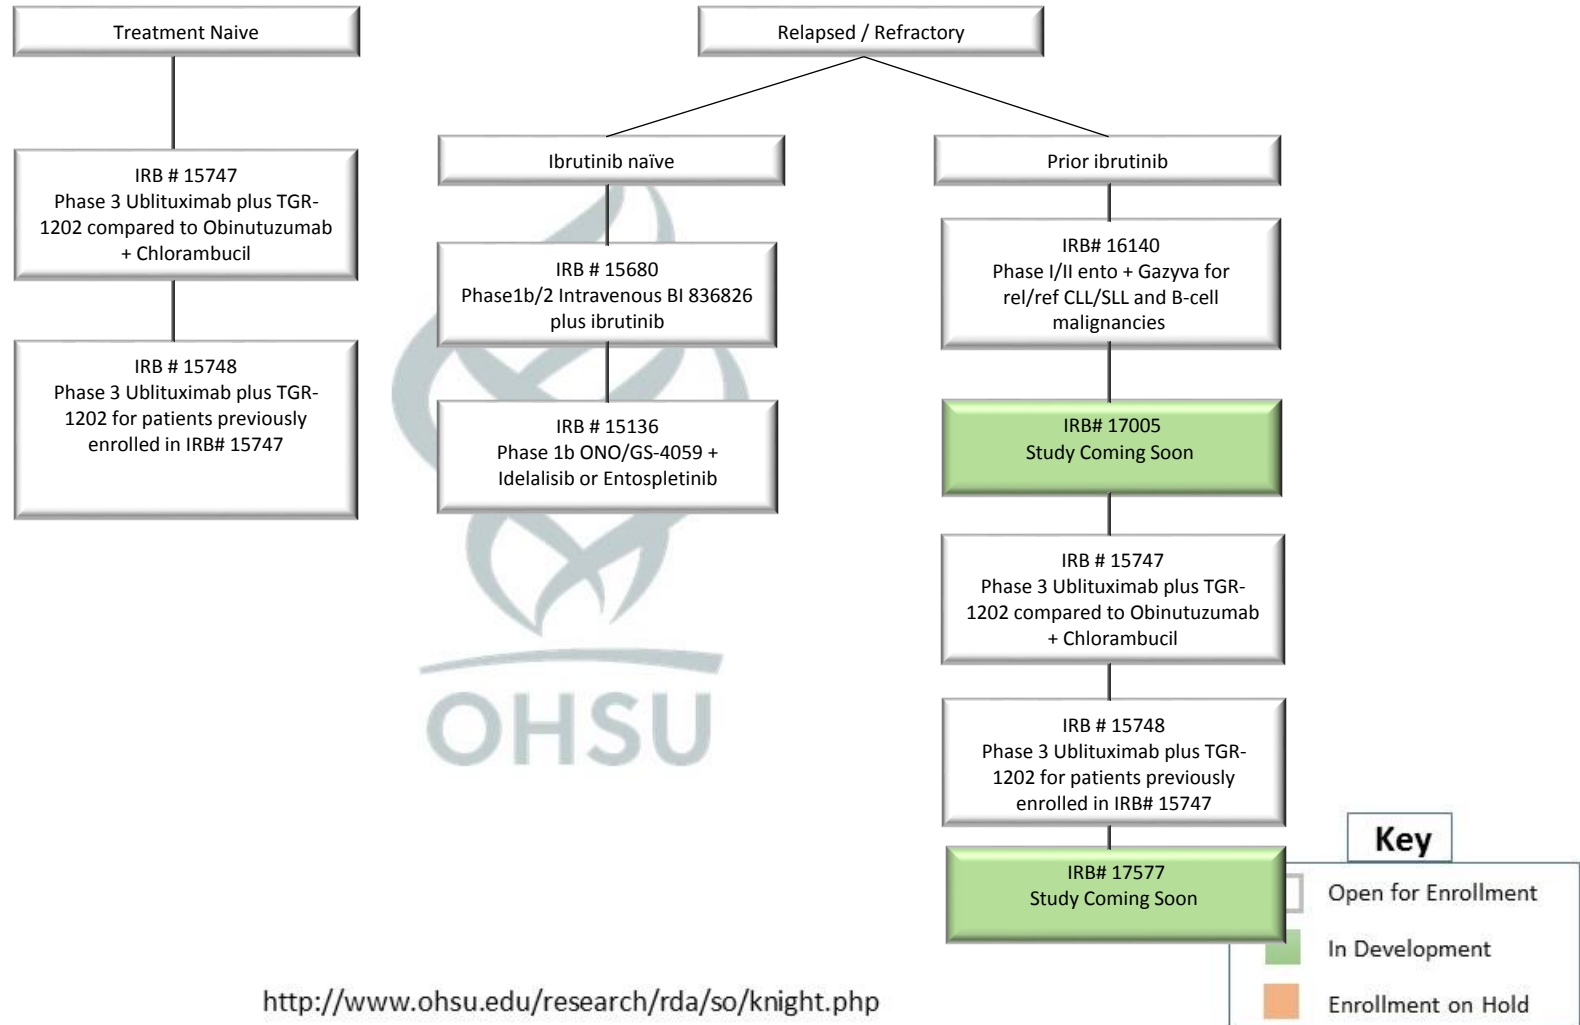 Treatment Naive
IRB # 15747
Phase 3 Ublituximab plus TGR-
1202 compared to Obinutuzumab
+ Chlorambucil
IRB # 15748
Phase 3 Ublituximab plus TGR-
1202 for patients previously
enrolled in IRB# 15747
Relapsed / Refractory
Ibrutinib naïve
IRB # 15680
Phase1b/2 Intravenous BI 836826
plus ibrutinib
IRB # 15136
Phase 1b ONO/GS-4059 +
Idelalisib or Entospletinib
Prior ibrutinib
IRB# 16140
Phase I/II ento + Gazyva for
rel/ref CLL/SLL and B-cell
malignancies
IRB# 17005
Study Coming Soon
IRB # 15747
Phase 3 Ublituximab plus TGR-
1202 compared to Obinutuzumab
+ Chlorambucil
IRB # 15748
Phase 3 Ublituximab plus TGR-
1202 for patients previously
enrolled in IRB# 15747
IRB# 17577
Study Coming Soon
OHSU
Key
Open for Enrollment
In Development
Enrollment on Hold
http://www.ohsu.edu/research/rda/so/knight.php